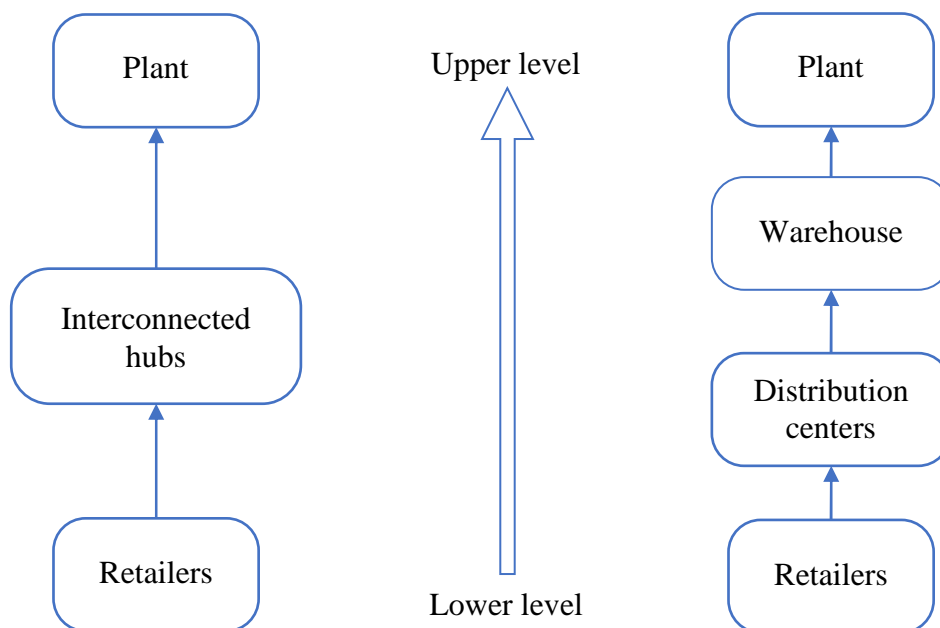 Plant
Interconnected
hubs
Retailers
Upper level
Lower level
Plant
Warehouse
Distribution
centers
Retailers